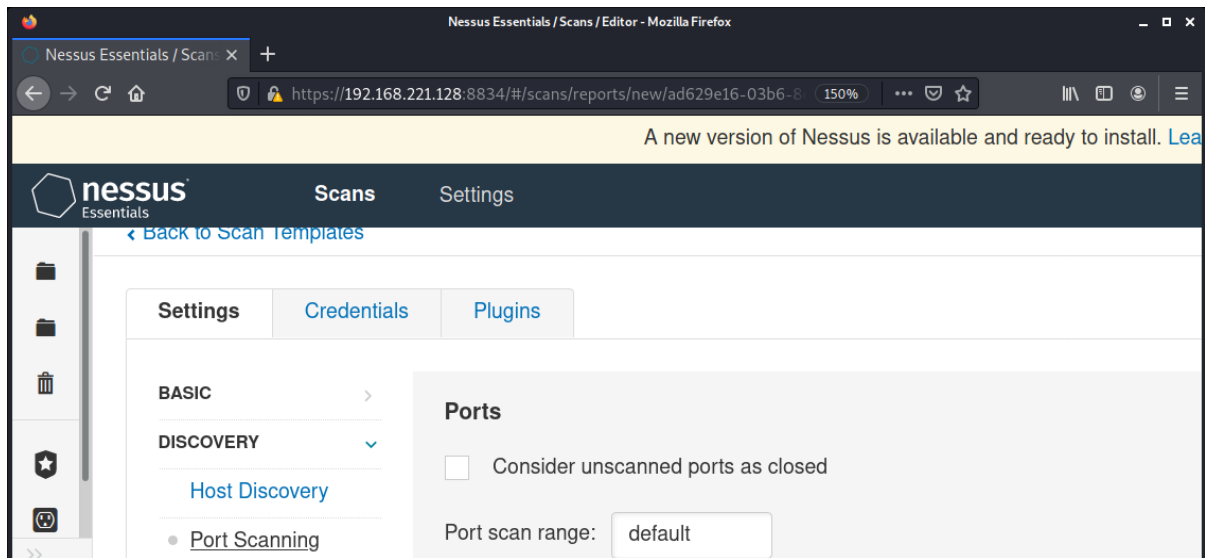 Nessus Essentials / Scans / Editor - Mozilla Firefox
Nessus Essentials / Scans
https://192.168.221.128:8834/#/scans/reports/new/ad629e16-03b6-8 150%
A new version of Nessus is available and ready to install. Lea
nessus Scans Settings
Essentials
Back to Scan Templates
Settings Credentials Plugins
BASIC
Ports
DISCOVERY
Consider unscanned ports as closed
Host Discovery
Port scan range: default
Port Scanning